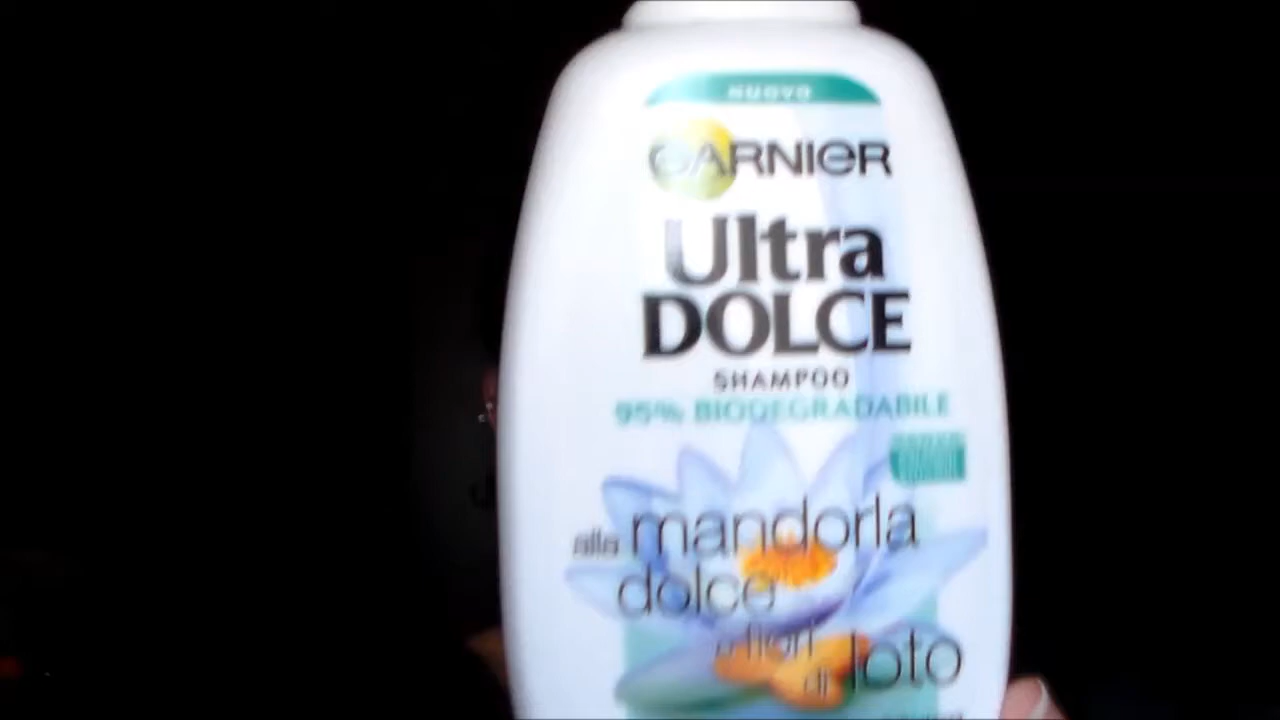 NUOVO
GARNIER
Ultra
DOLCE
SHAMPOO
95% BIODEGRADABILE
alla mandorla
dolce
e fiori
di loto